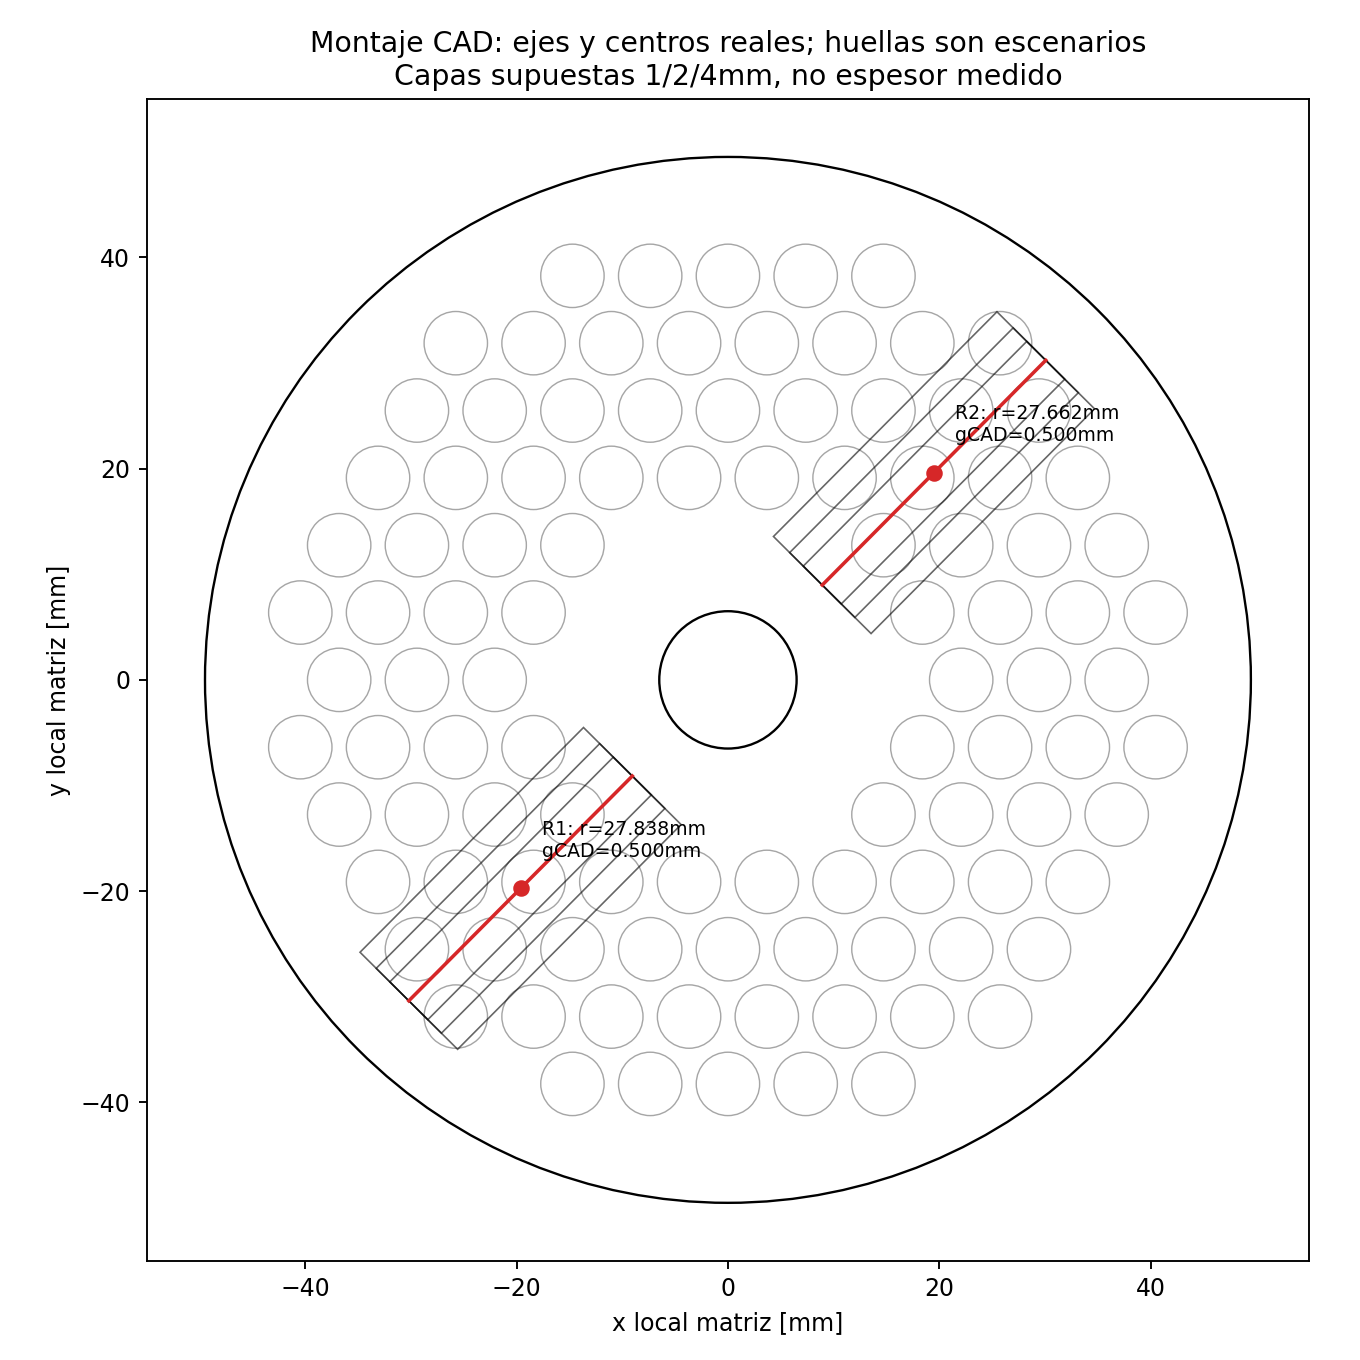 Montaje CAD: ejes y centros reales; huellas son escenarios
Capas supuestas 1/2/4mm, no espesor medido
40
20
0
−20
−40
y local matriz [mm]
R2: r=27.662mm
gCAD=0.500mm
R1: r=27.838mm
gCAD=0.500mm
−40
−20
0
20
40
x local matriz [mm]